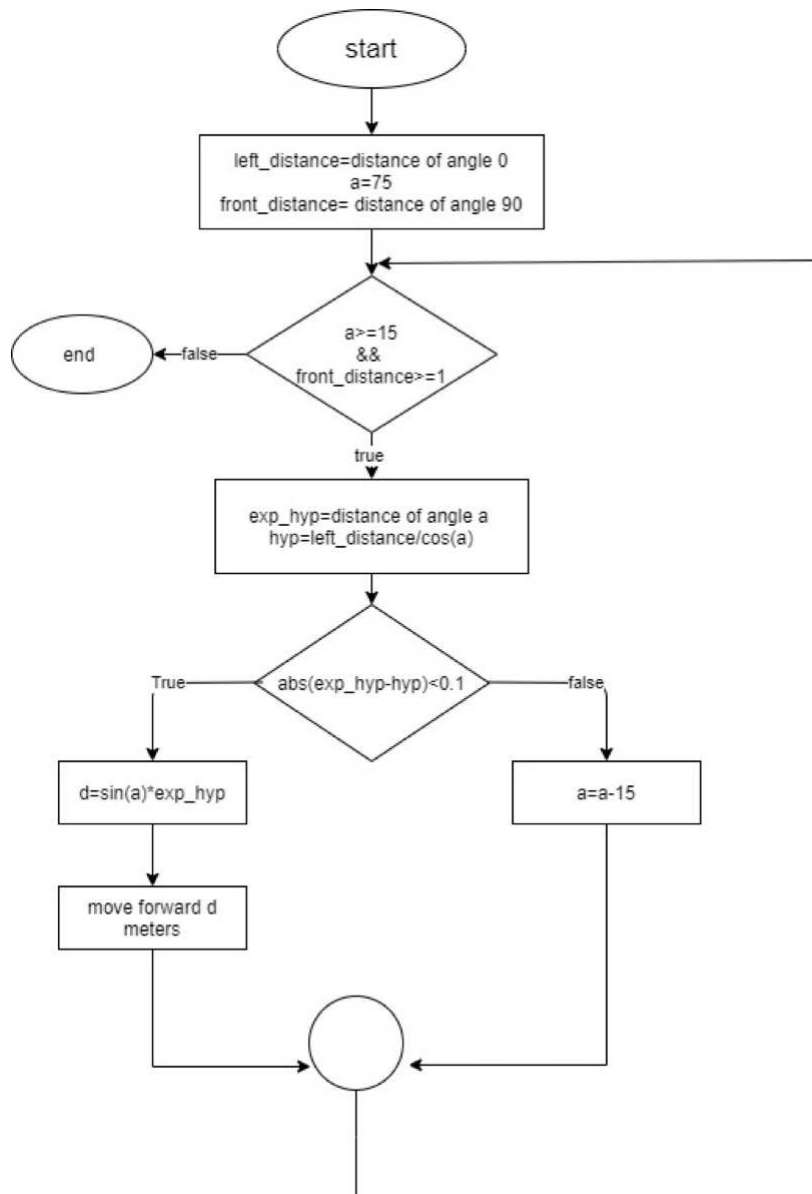 start
left_distance=distance of angle 0
a=75
front_distance= distance of angle 90
a>=15
&&
front_distance>=1
end
false
true
exp_hyp=distance of angle a
hyp=left_distance/cos(a)
True
abs(exp_hyp-hyp)<0.1
false
d=sin(a)*exp_hyp
a=a-15
move forward d
meters